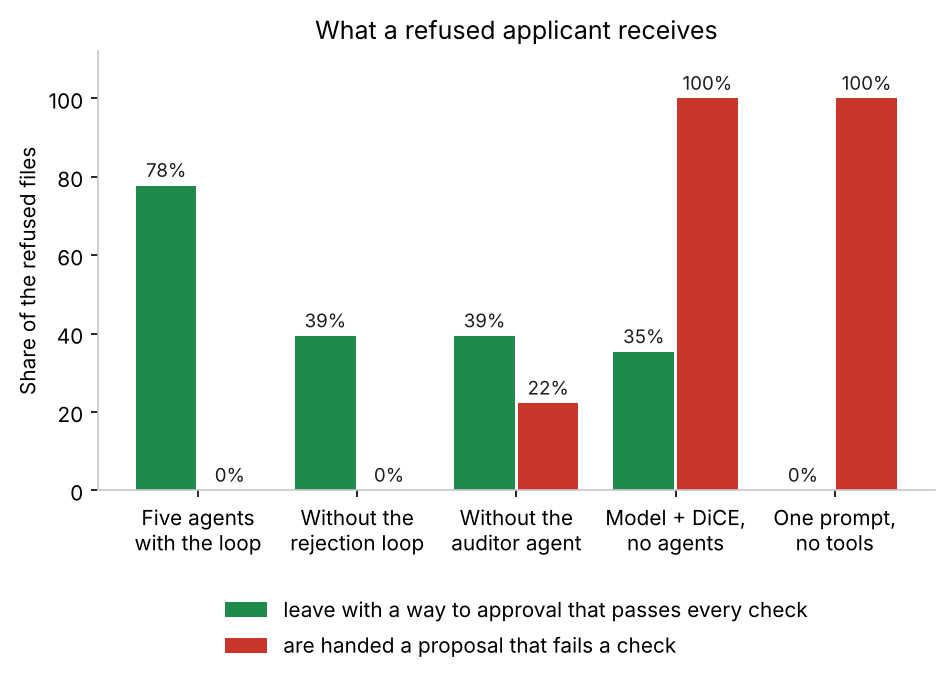 What a refused applicant receives
Share of the refused files
100
80
60
40
20
0
78%
0%
39%
0%
39%
22%
35%
100%
0%
100%
Five agents
with the loop
Without the
rejection loop
Without the
auditor agent
Model + DiCE,
no agents
One prompt,
no tools
leave with a way to approval that passes every check
are handed a proposal that fails a check